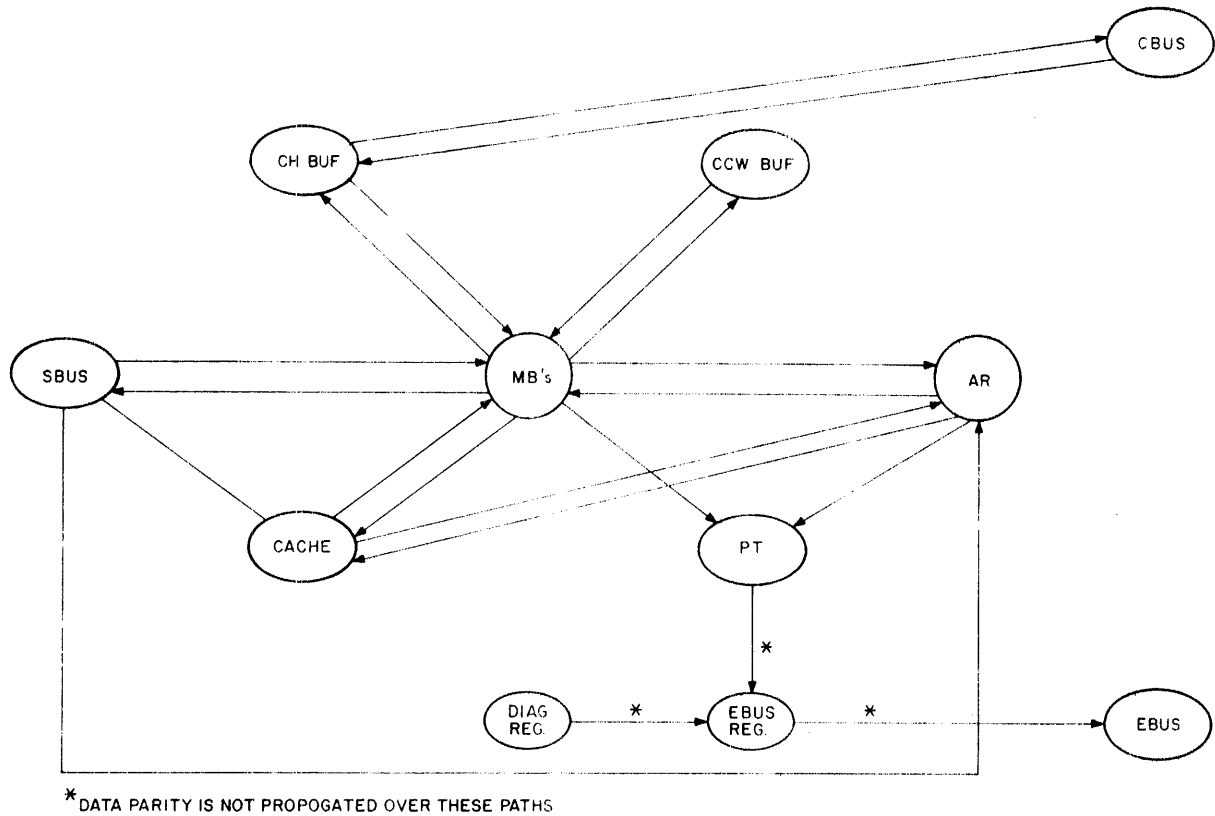 CBUS
CH BUF
CCW BUF
SBUS
MB's
AR
CACHE
PT
*
DIAG
REG.
*
EBUS
REG.
*
EBUS
*DATA PARITY IS NOT PROPOGATED OVER THESE PATHS